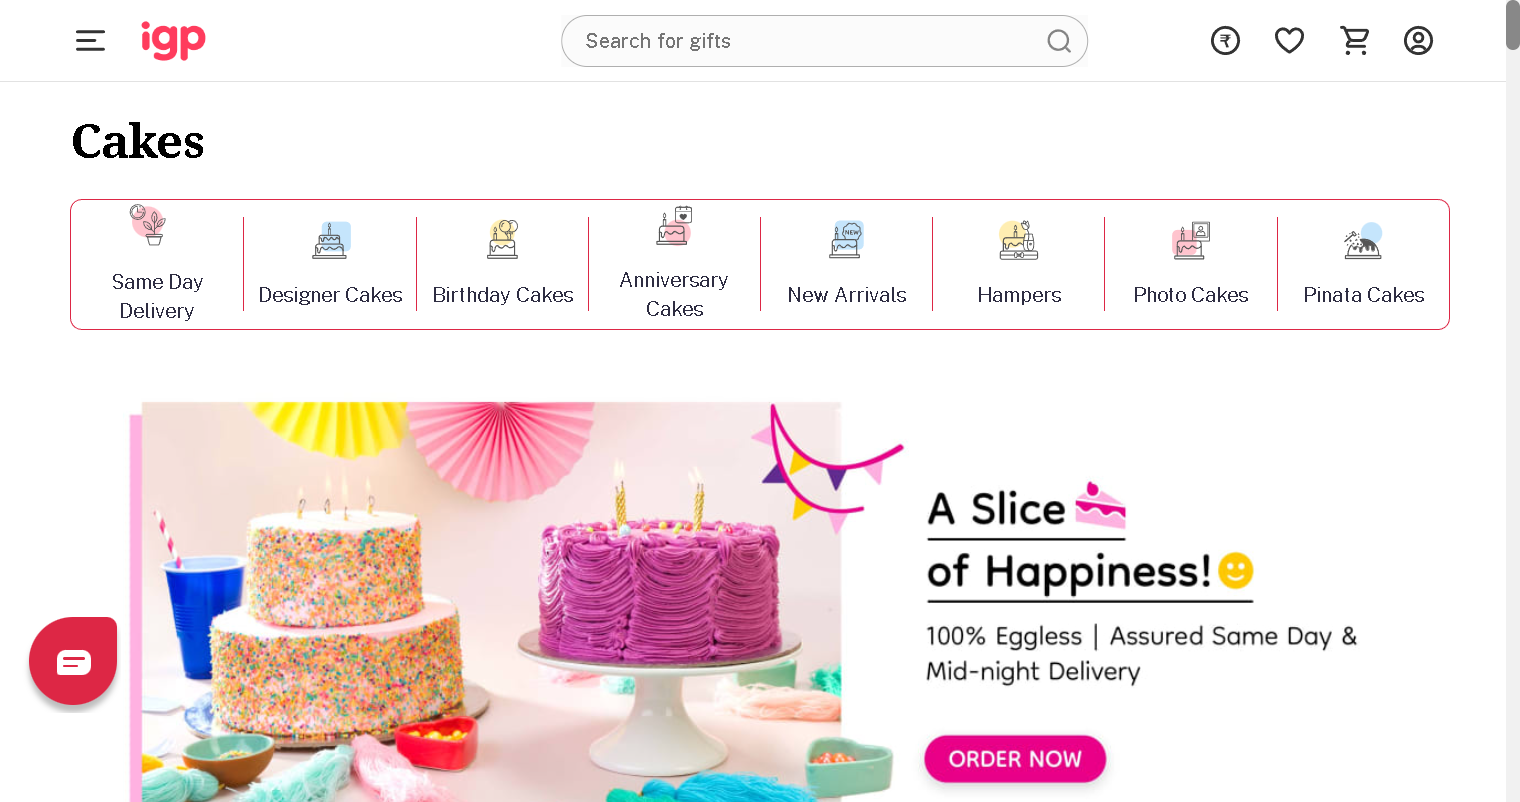 igp
Search for gifts
₹
Cakes
Same Day
Delivery
Designer Cakes
Birthday Cakes
Anniversary
Cakes
NEW
New Arrivals
Hampers
Photo Cakes
Pinata Cakes
A Slice
of Happiness!
100% Eggless | Assured Same Day &
Mid-night Delivery
ORDER NOW